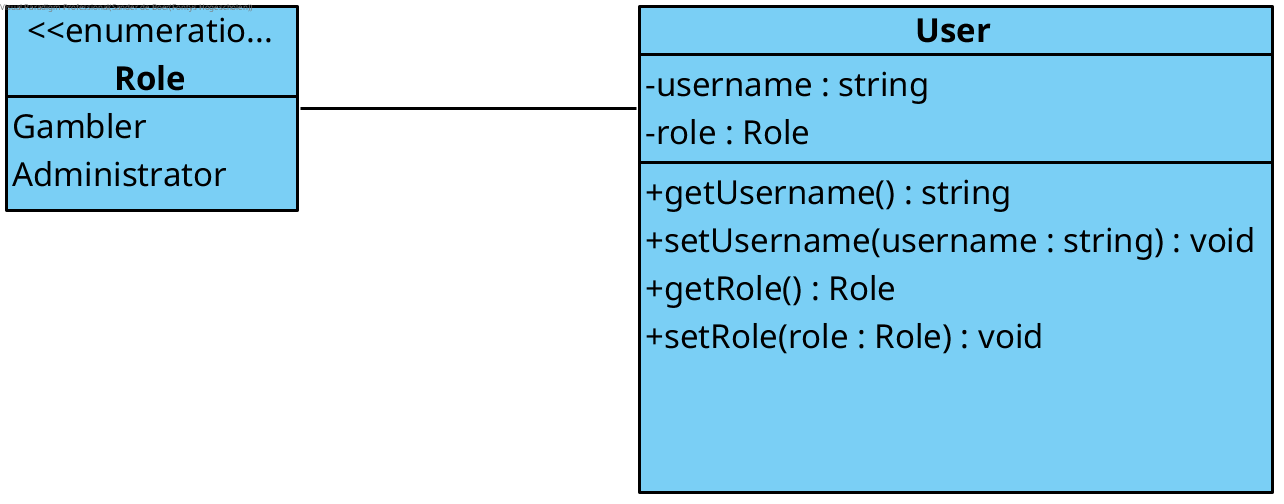 <<enumeratio...
Role
Gambler
Administrator
User
-username : string
-role : Role
+getUsername() : string
+setUsername(username : string) : void
+getRole() : Role
+setRole(role : Role) : void